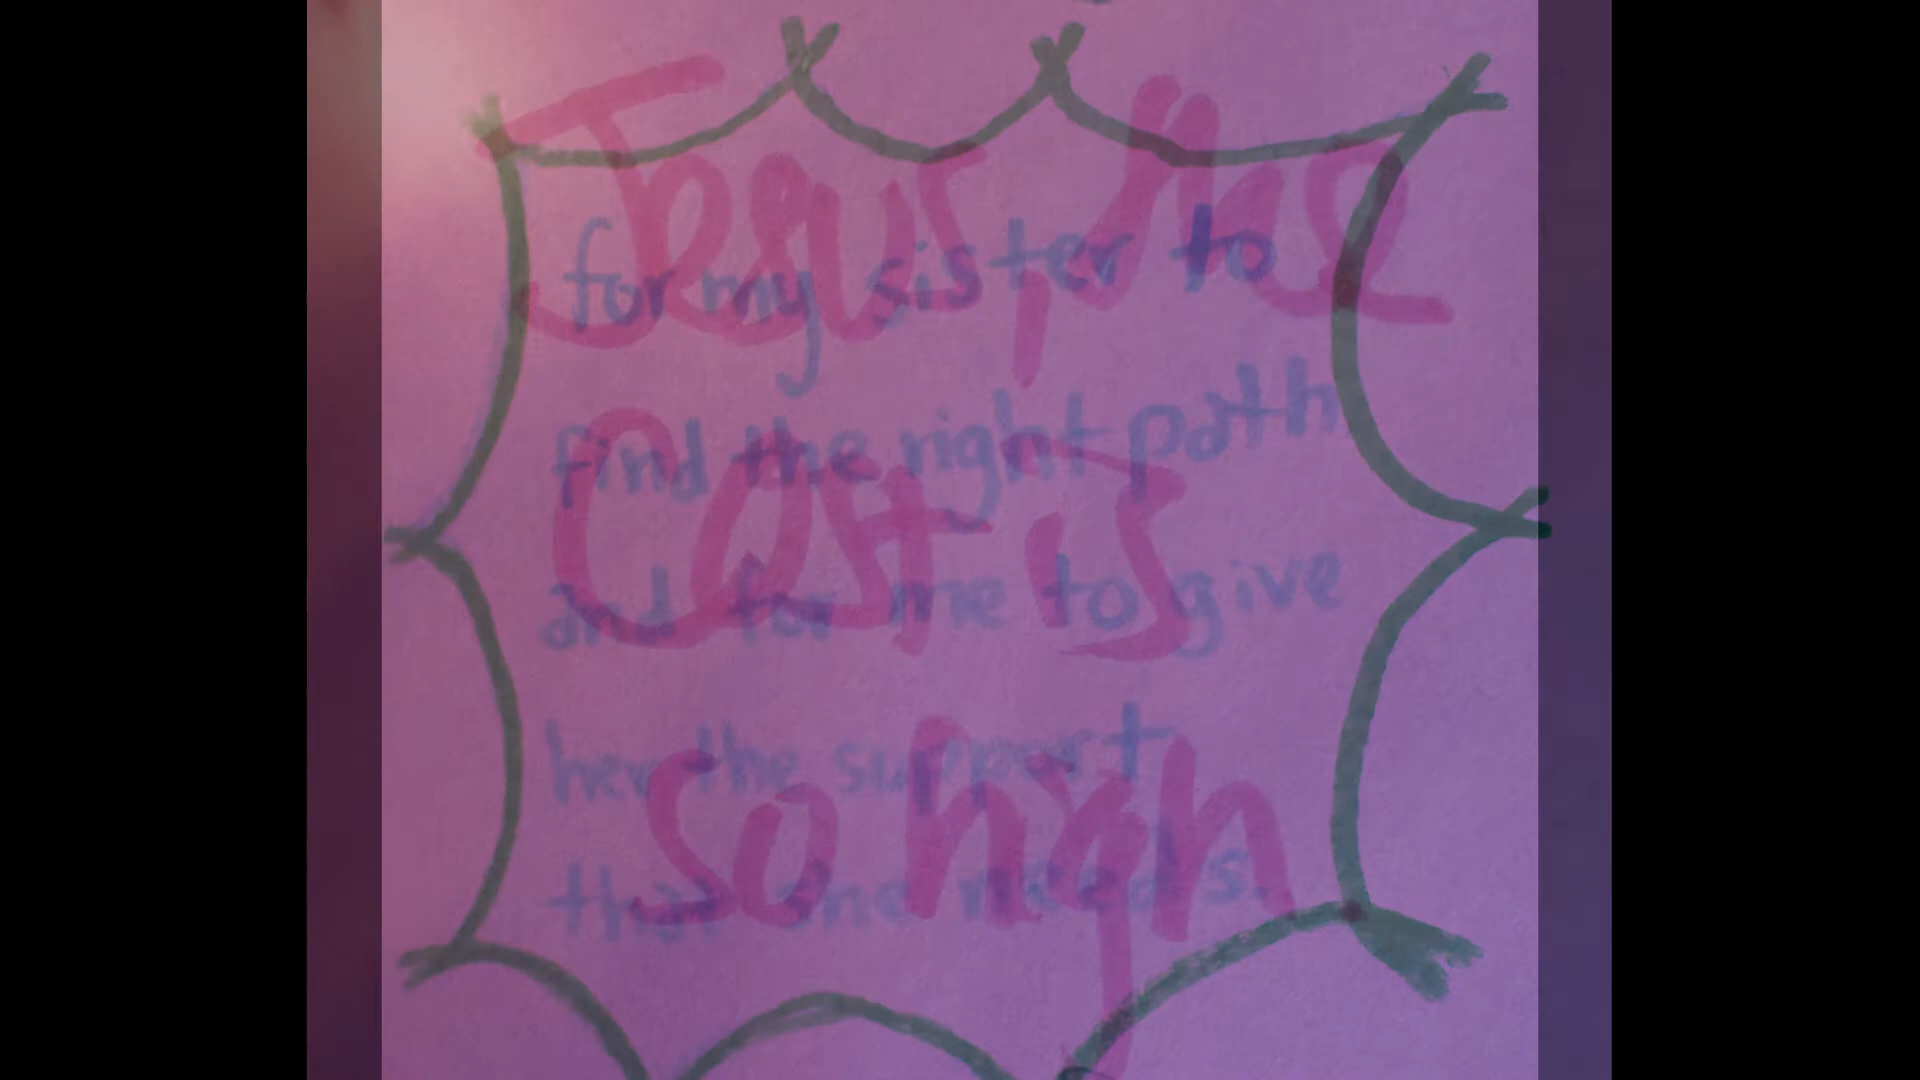 Jesus, the
Cost is
so high
for my sister to
find the right path
and for me to give
her the support
that she needs.